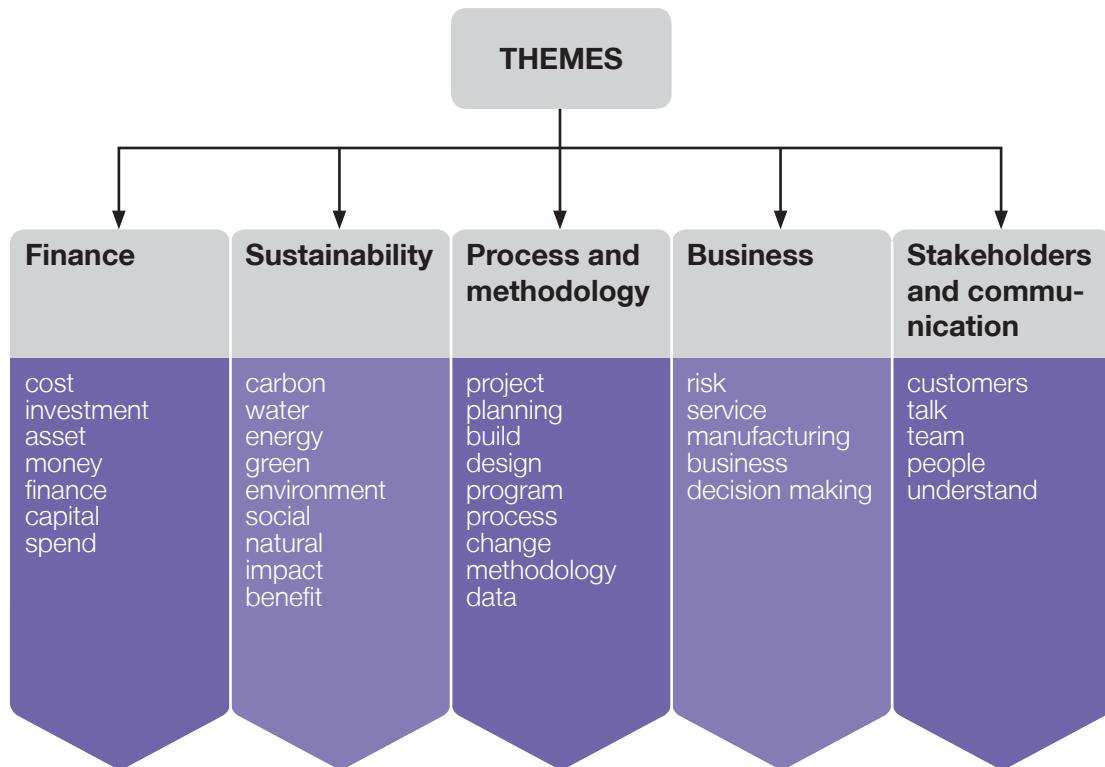 THEMES
Finance
cost
investment
asset
money
finance
capital
spend
Sustainability
carbon
water
energy
green
environment
social
natural
impact
benefit
Process and
methodology
project
planning
build
design
program
process
change
methodology
data
Business
risk
service
manufacturing
business
decision making
Stakeholders
and commu-
nication
customers
talk
team
people
understand